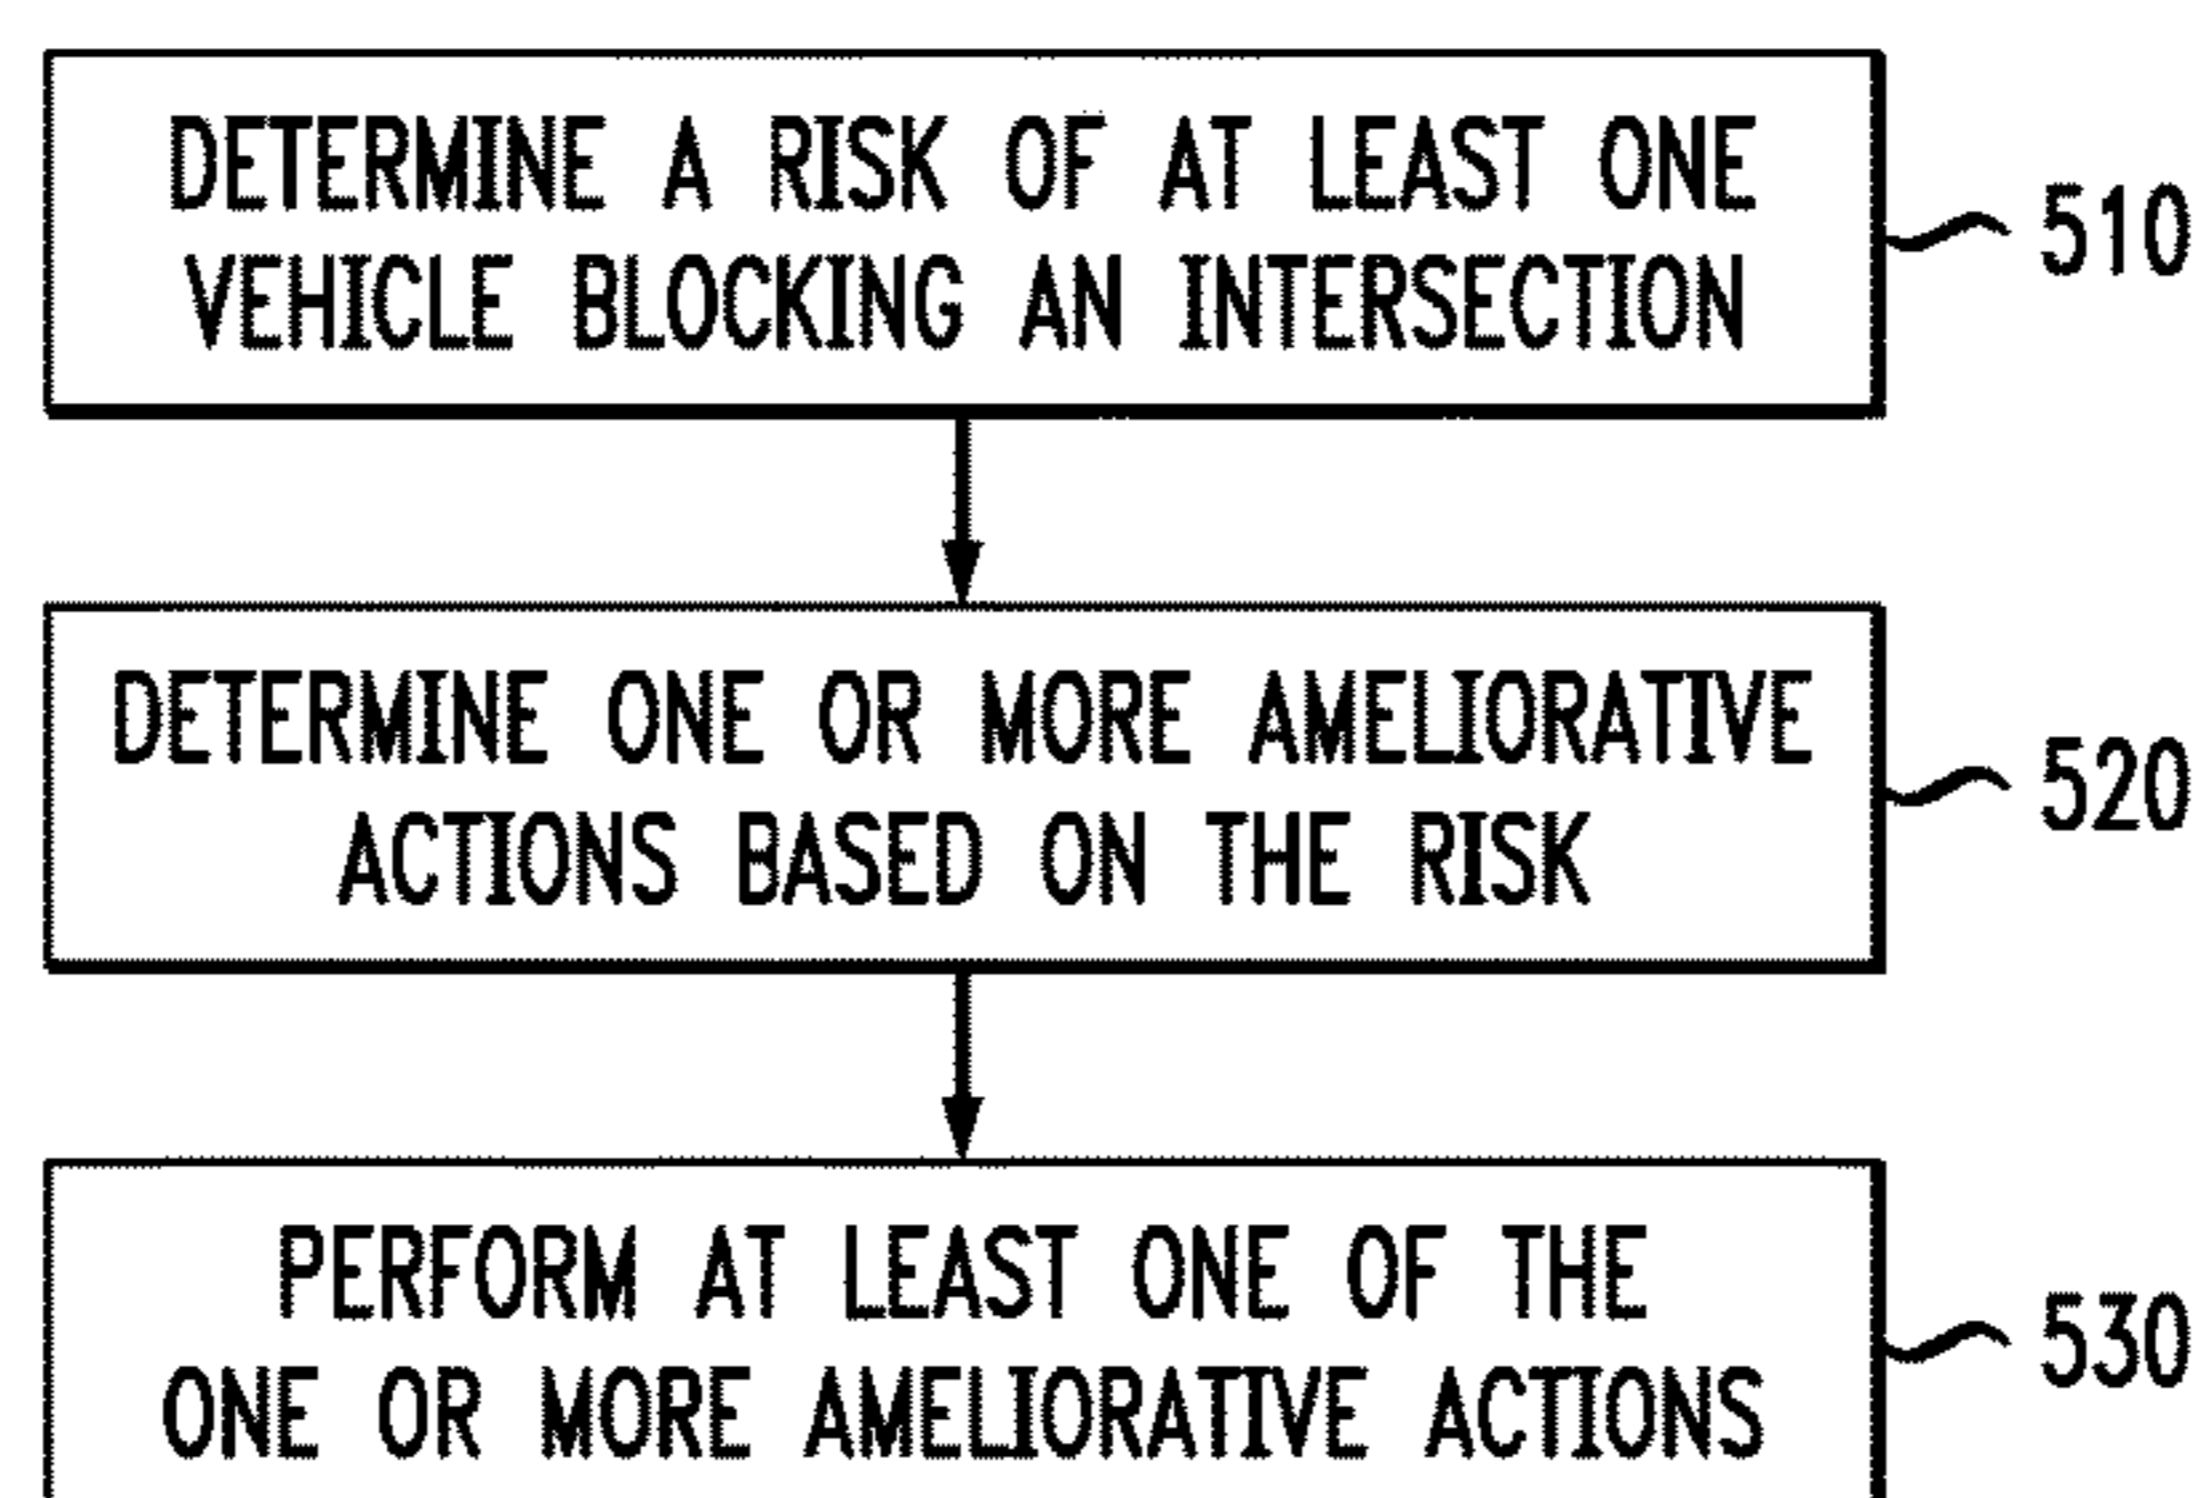 DETERMINE A RISK OF AT LEAST ONE
VEHICLE BLOCKING AN INTERSECTION
510
DETERMINE ONE OR MORE AMELIORATIVE
ACTIONS BASED ON THE RISK
520
PERFORM AT LEAST ONE OF THE
ONE OR MORE AMELIORATIVE ACTIONS
530